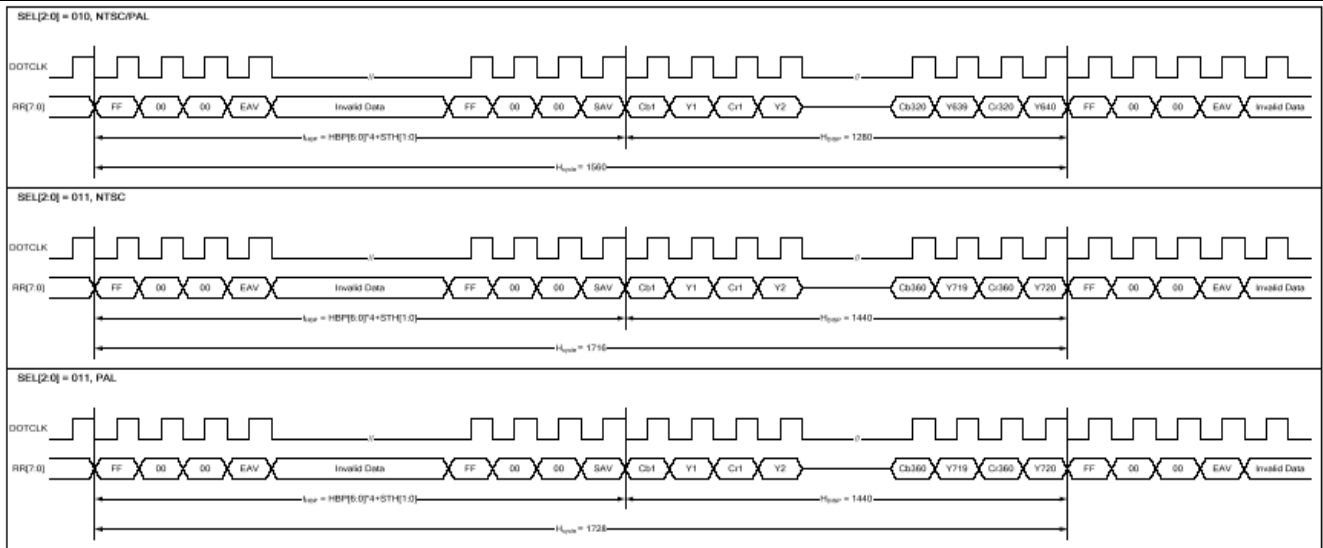 SEL[2:0] = 010, NTSC/PAL
DOTCLK
RR[7:0] FF 00 00 EAV Invalid Data FF 00 00 SAV Cb1 Y1 Cr1 Y2 Cb320 Y639 Cr320 Y640 FF 00 00 EAV Invalid Data
= HBP[6:0]*4+STH[1:0] = 1280
Hcycle = 1560
SEL[2:0] = 011, NTSC
DOTCLK
RR[7:0] FF 00 00 EAV Invalid Data FF 00 00 SAV Cb1 Y1 Cr1 Y2 Cb360 Y719 Cr360 Y720 FF 00 00 EAV Invalid Data
= HBP[6:0]*4+STH[1:0] = 1440
Hcycle = 1716
SEL[2:0] = 011, PAL
DOTCLK
RR[7:0] FF 00 00 EAV Invalid Data FF 00 00 SAV Cb1 Y1 Cr1 Y2 Cb360 Y719 Cr360 Y720 FF 00 00 EAV Invalid Data
= HBP[6:0]*4+STH[1:0] = 1440
Hcycle = 1728